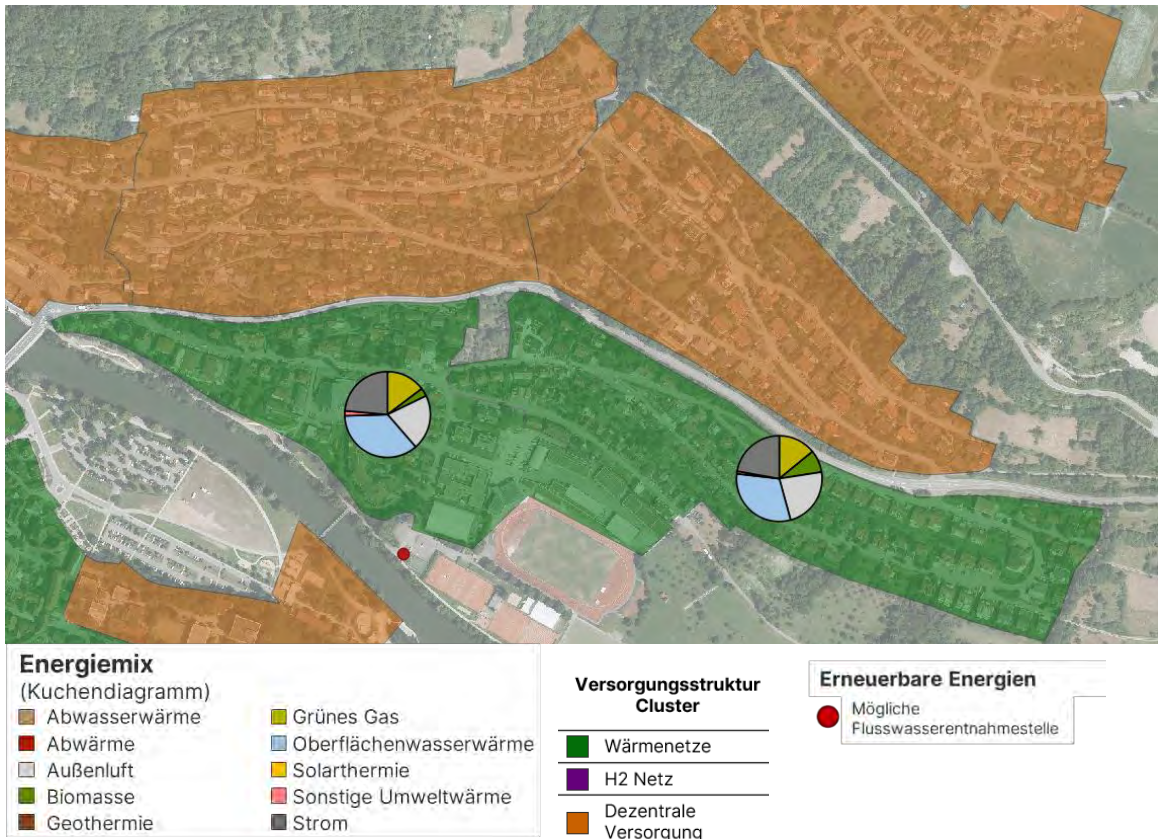 Energiemix
(Kuchendiagramm)
Abwasserwärme
Abwärme
Außenluft
Biomasse
Geothermie
Grünes Gas
Oberflächenwasserwärme
Solarthermie
Sonstige Umweltwärme
Strom
Versorgungsstruktur
Cluster
Wärmenetze
H2 Netz
Dezentrale
Versorgung
Erneuerbare Energien
Mögliche
Flusswasserentnahmestelle